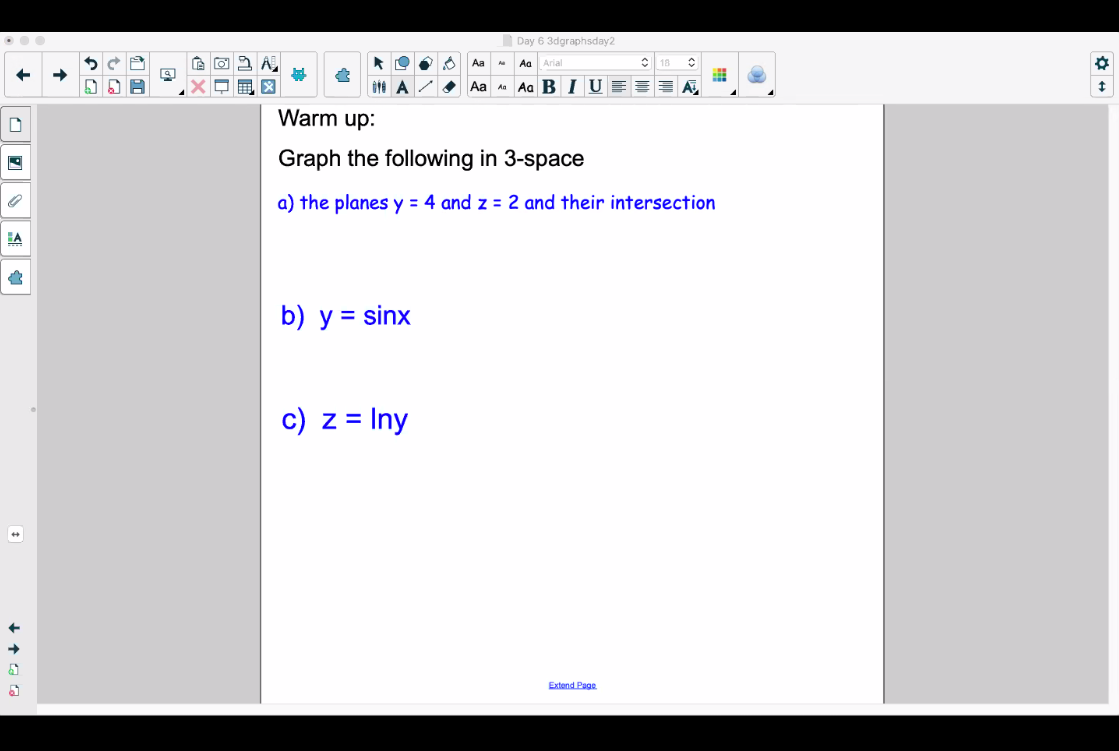 Day 6 3dgraphsday2
Aa Aa Aa Arial 18
Aa Aa Aa B I U
Warm up:
Graph the following in 3-space
a) the planes y = 4 and z = 2 and their intersection
b) y = sinx
c) z = lny
Extend Page